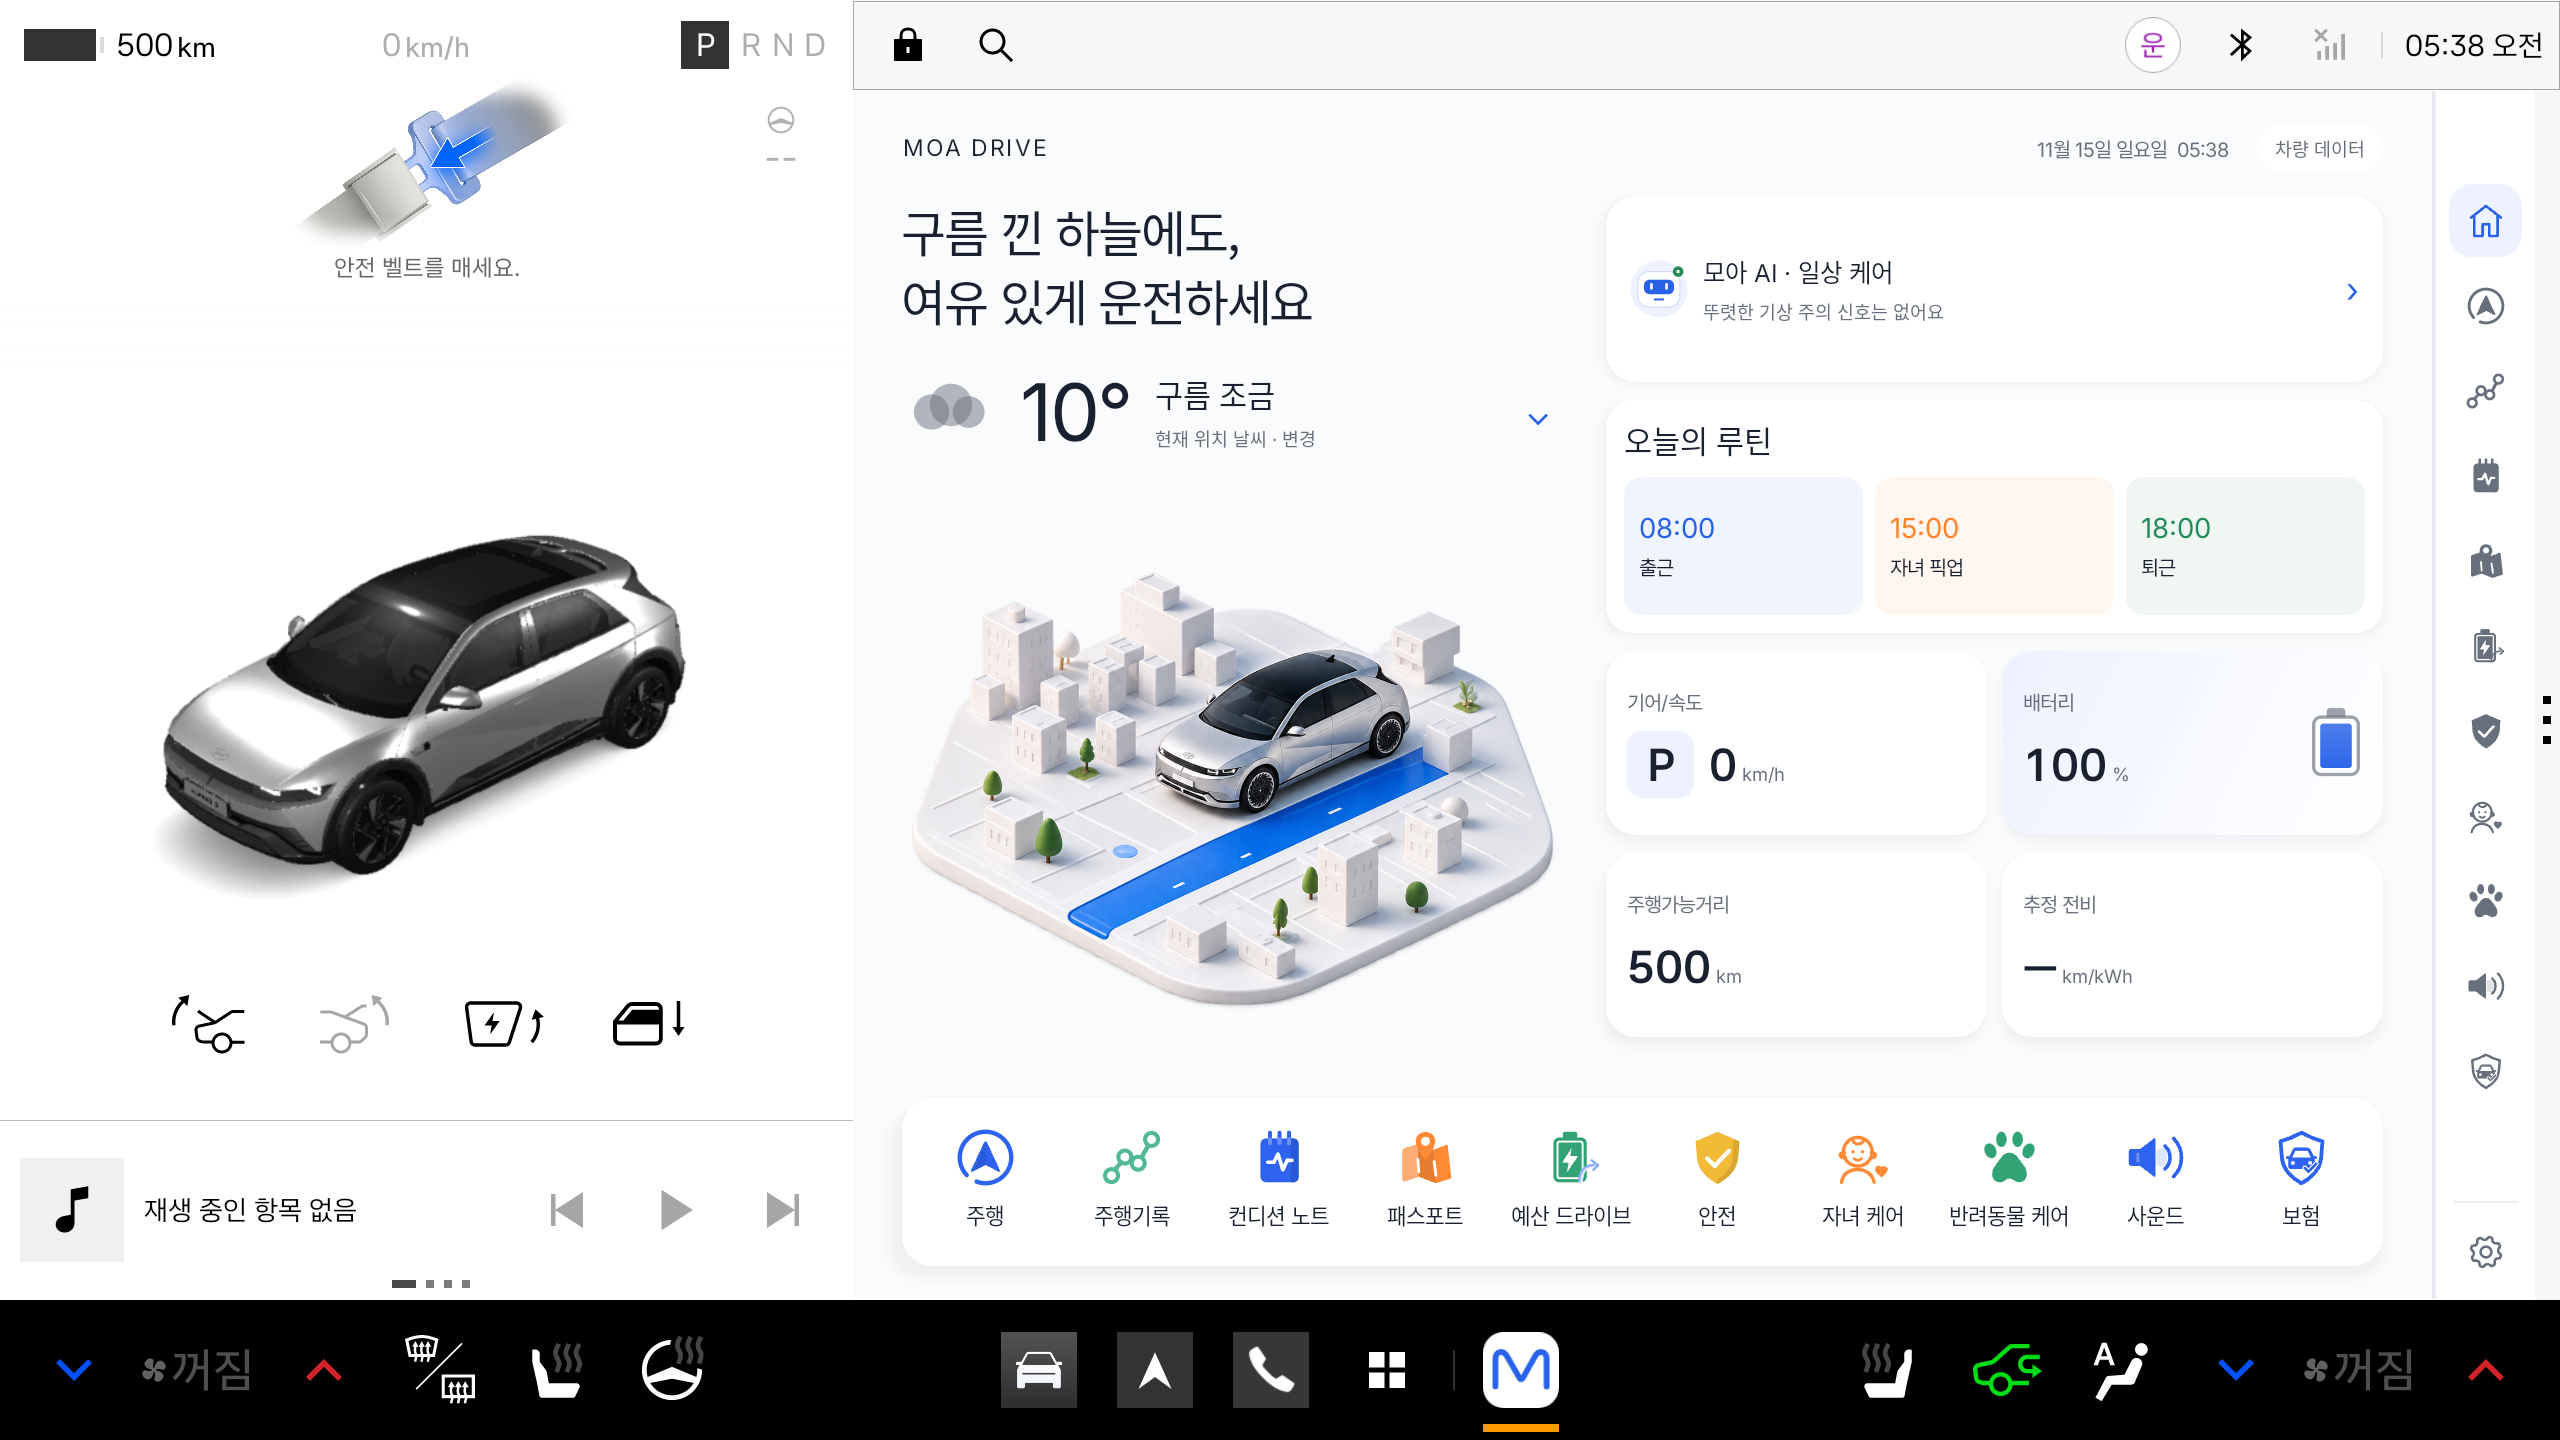 500 km
0 km/h
P R N D
운
05:38 오전
안전 벨트를 매세요.
MOA DRIVE
11월 15일 일요일 05:38
차량 데이터
구름 낀 하늘에도,
여유 있게 운전하세요
10° 구름 조금
현재 위치 날씨 · 변경
모아 AI · 일상 케어
뚜렷한 기상 주의 신호는 없어요
오늘의 루틴
08:00
출근
15:00
자녀 픽업
18:00
퇴근
기어/속도
P 0 km/h
배터리
100 %
주행가능거리
500 km
추정 전비
— km/kWh
주행
주행기록
컨디션 노트
패스포트
예산 드라이브
안전
자녀 케어
반려동물 케어
사운드
보험
재생 중인 항목 없음
꺼짐
A
꺼짐